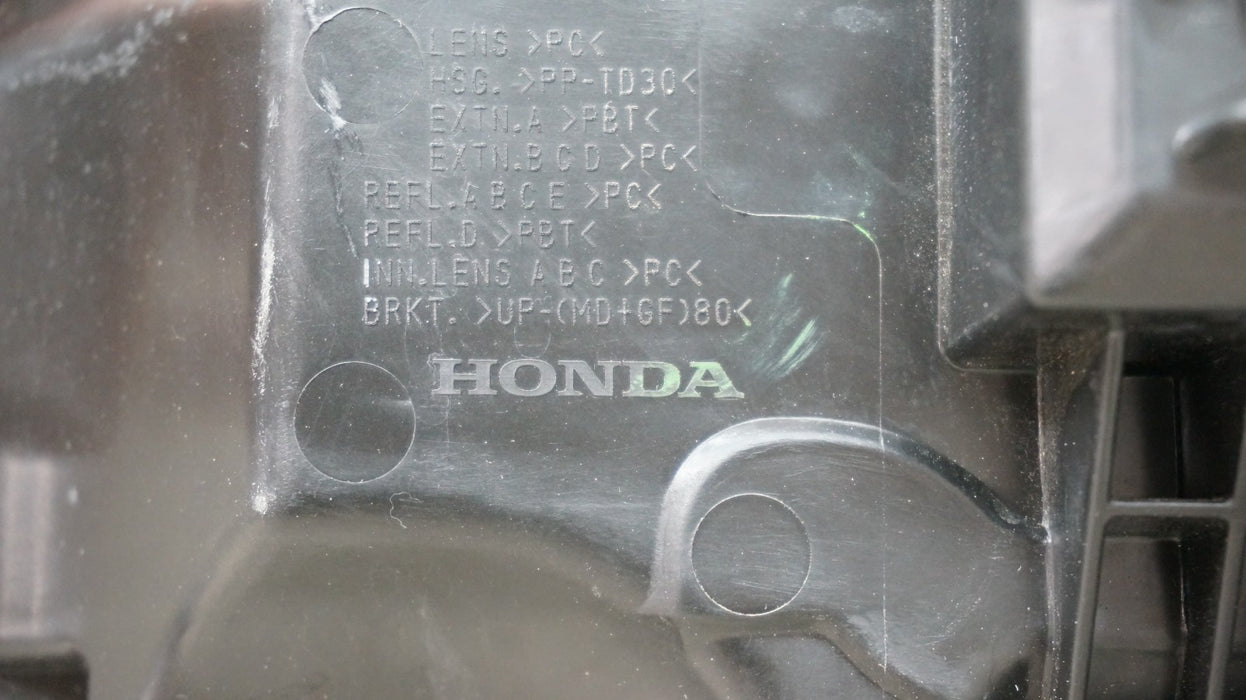 LENS >PC<
HSG. >PP-TD30<
EXTN.A >PBT<
EXTN.B C D >PC<
REFL.A B C E >PC<
REFL.D >PBT<
INN.LENS A B C >PC<
BRKT. >UP-(MD+GF)80<
HONDA